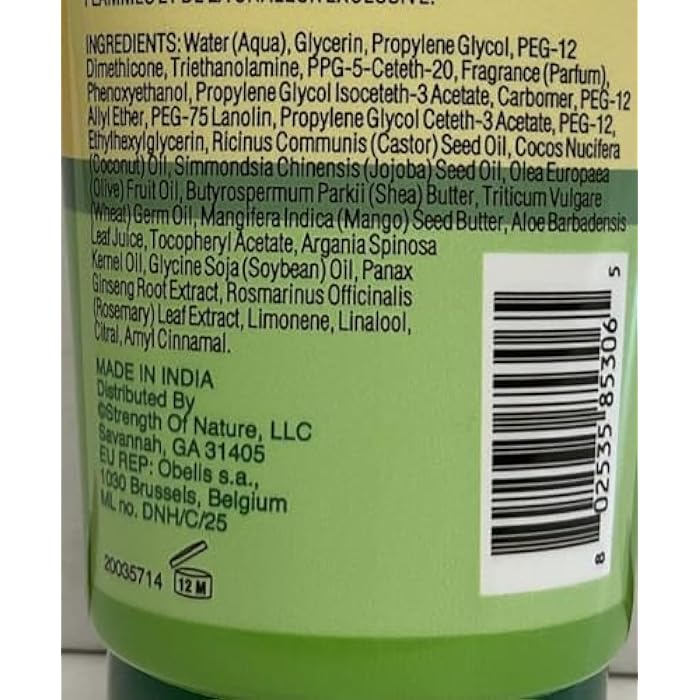 INGREDIENTS: Water (Aqua), Glycerin, Propylene Glycol, PEG-12
Dimethicone, Triethanolamine, PPG-5-Ceteth-20, Fragrance (Parfum),
Phenoxyethanol, Propylene Glycol Isoceteth-3 Acetate, Carbomer, PEG-12
Allyl Ether, PEG-75 Lanolin, Propylene Glycol Ceteth-3 Acetate, PEG-12,
Ethylhexylglycerin, Ricinus Communis (Castor) Seed Oil, Cocos Nucifera
(Coconut) Oil, Simmondsia Chinensis (Jojoba) Seed Oil, Olea Europaea
(Olive) Fruit Oil, Butyrospermum Parkii (Shea) Butter, Triticum Vulgare
(Wheat) Germ Oil, Mangifera Indica (Mango) Seed Butter, Aloe Barbadensis
Leaf Juice, Tocopheryl Acetate, Argania Spinosa
Kernel Oil, Glycine Soja (Soybean) Oil, Panax
Ginseng Root Extract, Rosmarinus Officinalis
(Rosemary) Leaf Extract, Limonene, Linalool,
Citral, Amyl Cinnamal.
MADE IN INDIA
Distributed By
©Strength Of Nature, LLC
Savannah, GA 31405
EU REP: Obelis s.a.,
1030 Brussels, Belgium
ML no. DNH/C/25
20035714
12 M
8 02535 85306 5